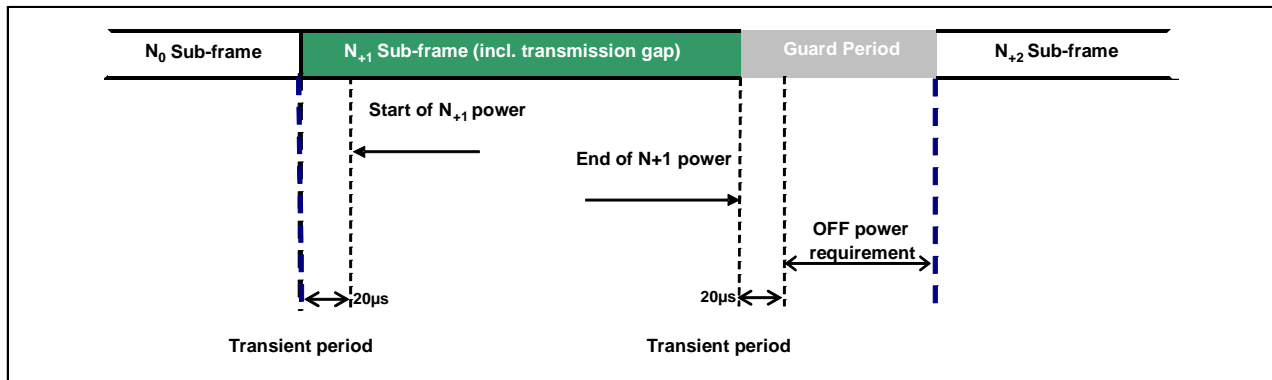 N0 Sub-frame
N+1 Sub-frame (incl. transmission gap)
Guard Period
N+2 Sub-frame
Start of N+1 power
End of N+1 power
OFF power
requirement
20µs
20µs
Transient period
Transient period